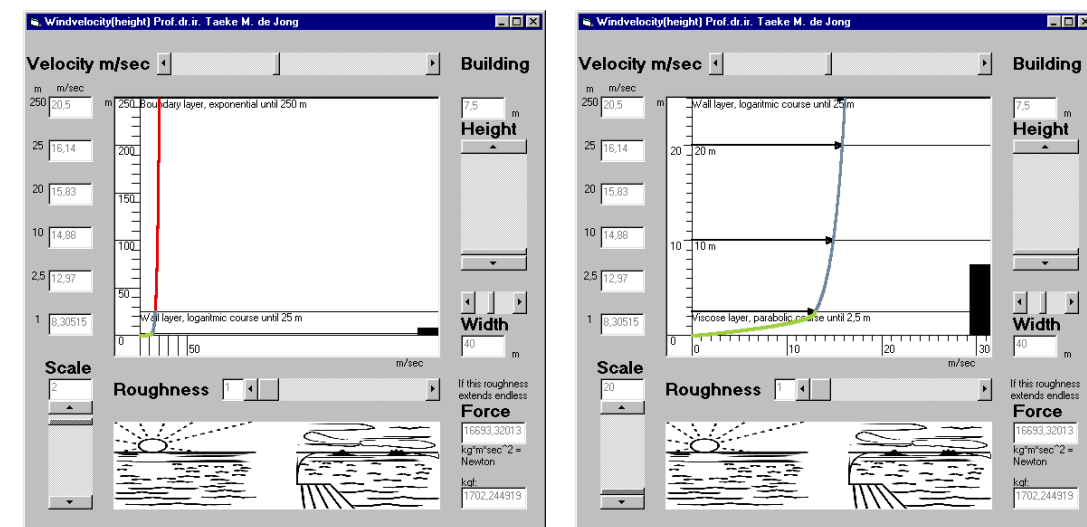 Windvelocity(height) Prof.dr.ir. Taeke M. de Jong
Velocity m/sec
Building
m m/sec
250 20,5
25 16,14
20 15,83
10 14,88
2,5 12,97
1 8,30515
m 250 Boundary layer, exponential until 250 m
200
150
100
50
Wall layer, logaritmic course until 25 m
0
50
m/sec
7,5
m
Height
Width
40
m
Scale
2
Roughness 1
If this roughness
extends endless
Force
16693,32013
kg*m*sec^2 =
Newton
kgf:
1702,244919
Windvelocity(height) Prof.dr.ir. Taeke M. de Jong
Velocity m/sec
Building
m m/sec
250 20,5
25 16,14
20 15,83
10 14,88
2,5 12,97
1 8,30515
m Wall layer, logaritmic course until 25 m
20 20 m
10 10 m
Viscose layer, parabolic course until 2,5 m
0 0 10 20 30
m/sec
7,5
m
Height
Width
40
m
Scale
20
Roughness 1
If this roughness
extends endless
Force
16693,32013
kg*m*sec^2 =
Newton
kgf:
1702,244919